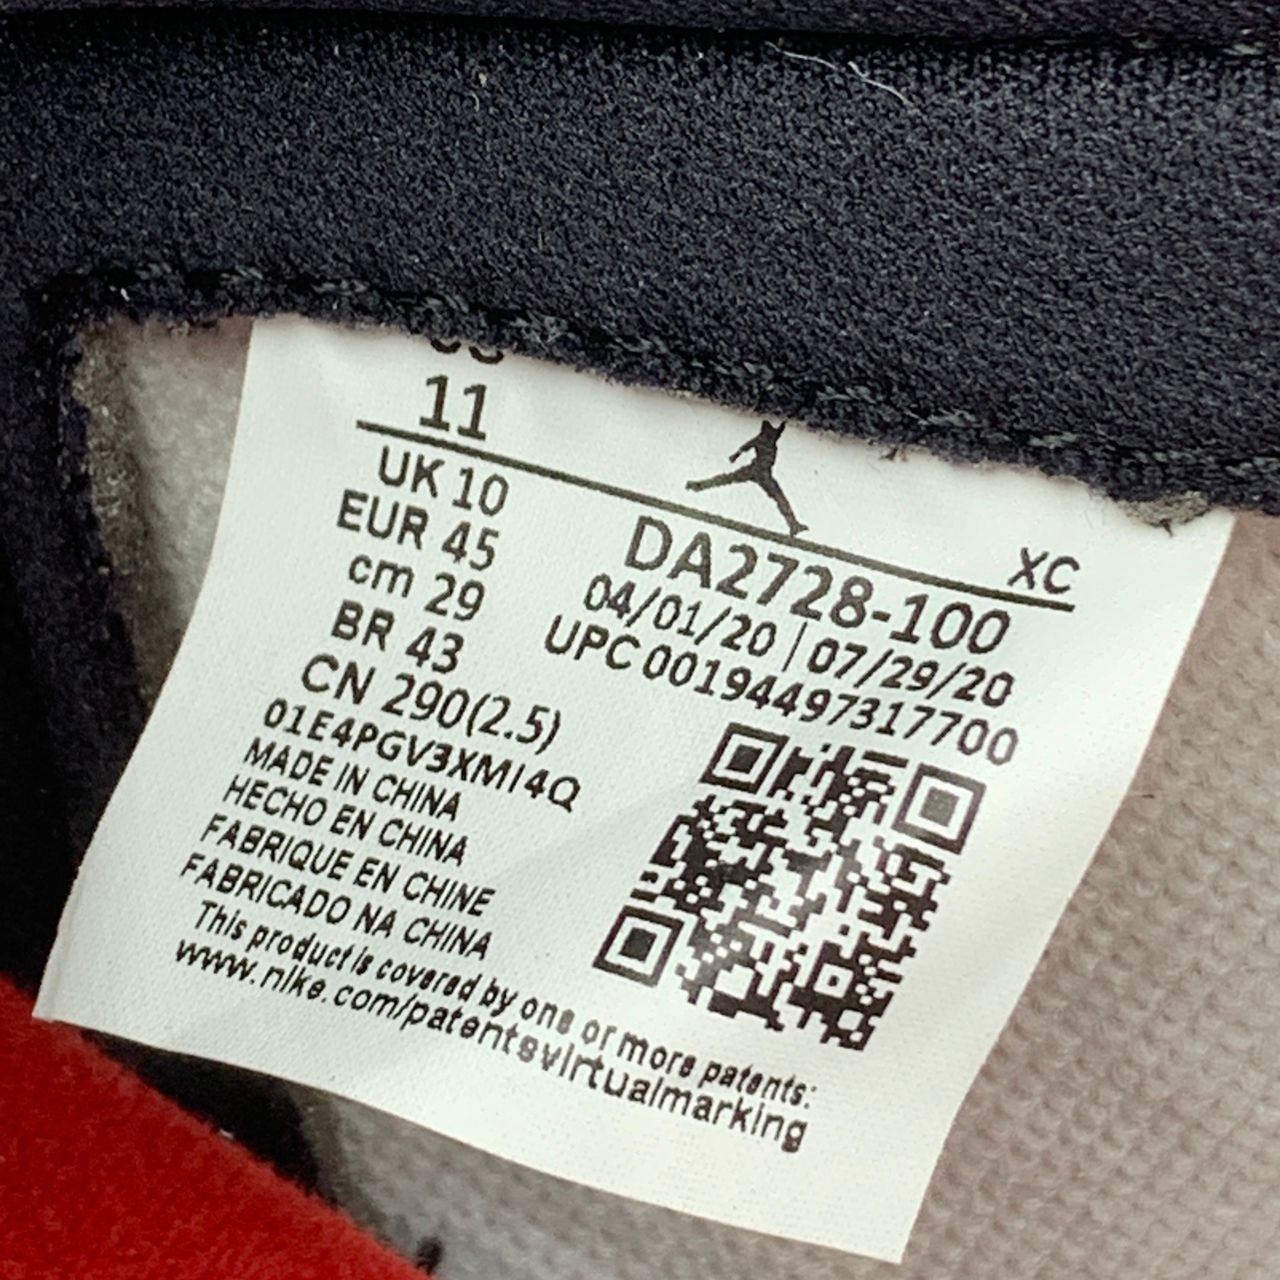 11
UK 10
EUR 45
cm 29
BR 43
CN 290(2.5)
01E4PGV3XMI4Q
MADE IN CHINA
HECHO EN CHINA
FABRIQUE EN CHINE
FABRICADO NA CHINA
This product is covered by one or more patents:
www.nike.com/patentsvirtualmarking
XC
DA2728-100
04/01/20 | 07/29/20
UPC 00194497317700